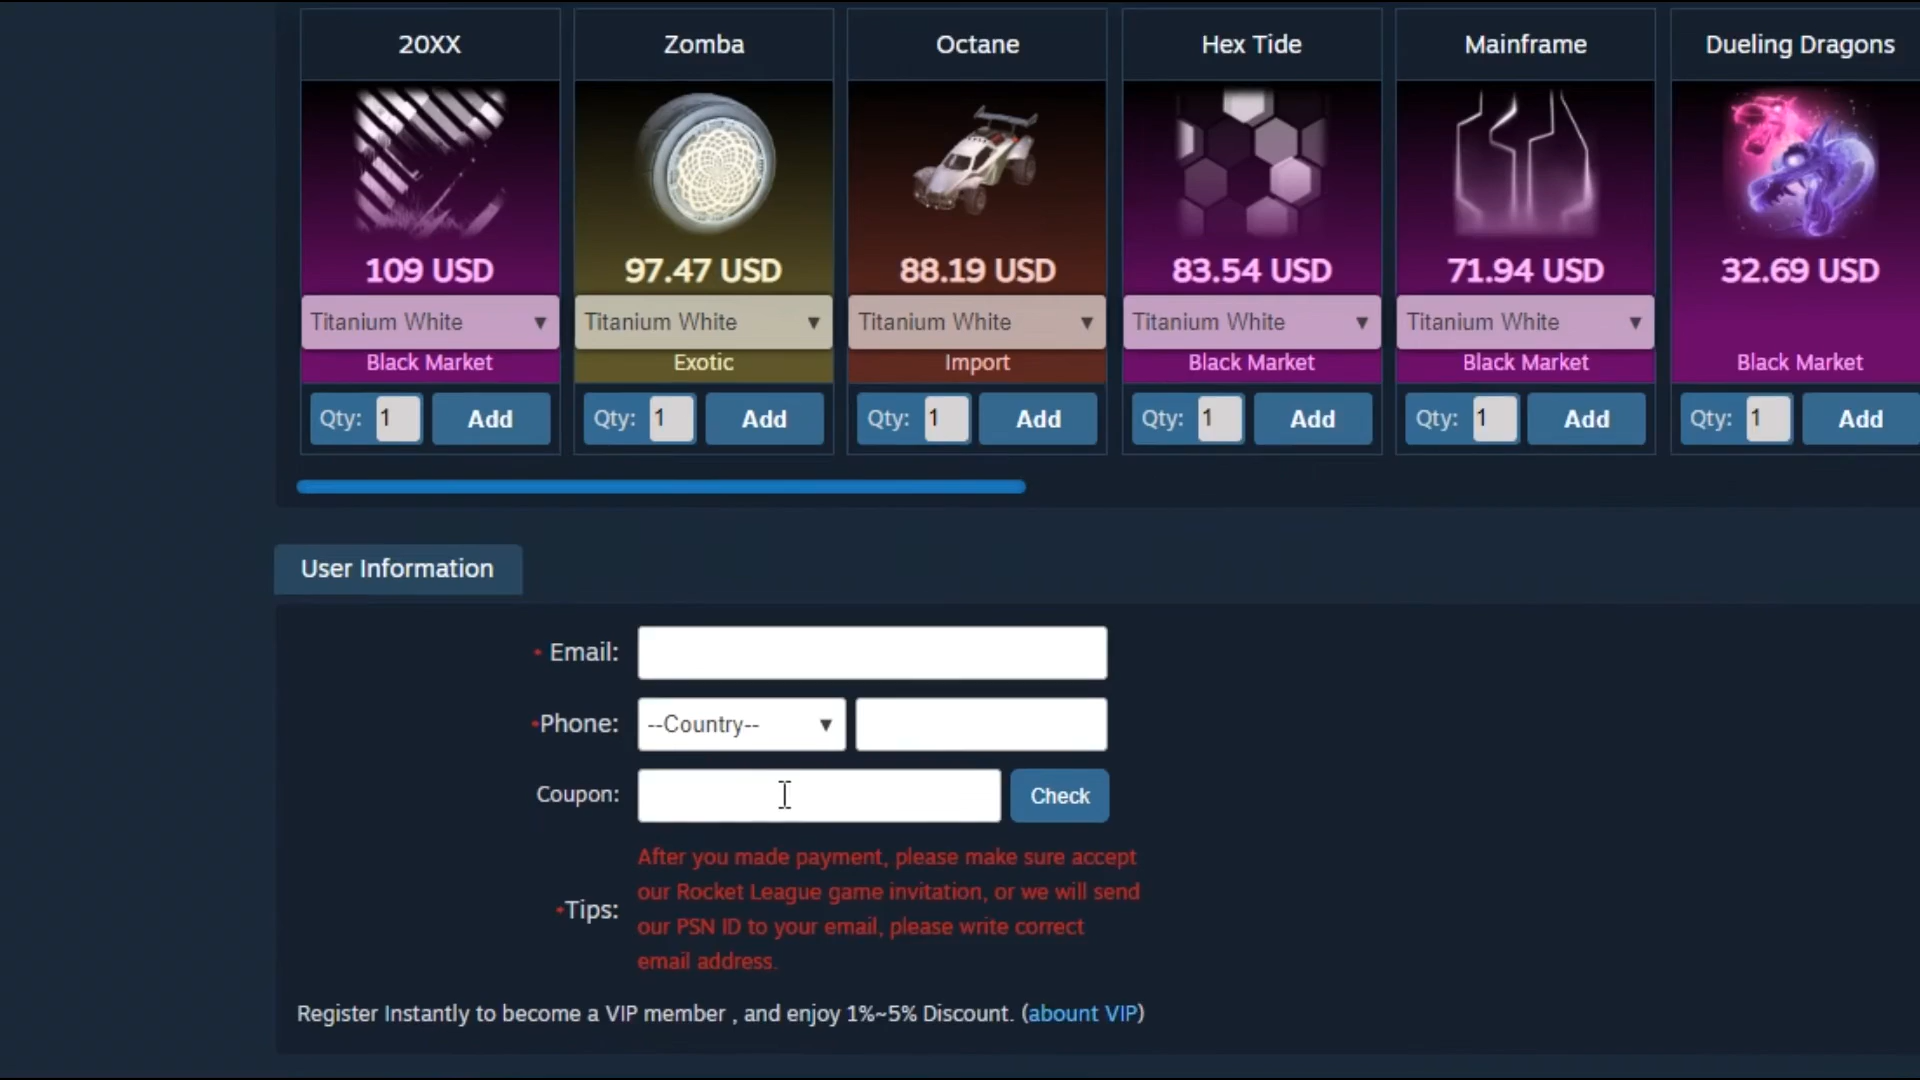 20XX
Zomba
Octane
Hex Tide
Mainframe
Dueling Dragons
109 USD
97.47 USD
88.19 USD
83.54 USD
71.94 USD
32.69 USD
Titanium White
Titanium White
Titanium White
Titanium White
Titanium White
Black Market
Exotic
Import
Black Market
Black Market
Black Market
Qty: 1 Add
Qty: 1 Add
Qty: 1 Add
Qty: 1 Add
Qty: 1 Add
Qty: 1 Add
User Information
* Email:
*Phone: --Country--
Coupon: Check
*Tips:
After you made payment, please make sure accept
our Rocket League game invitation, or we will send
our PSN ID to your email, please write correct
email address.
Register Instantly to become a VIP member , and enjoy 1%~5% Discount. (abount VIP)